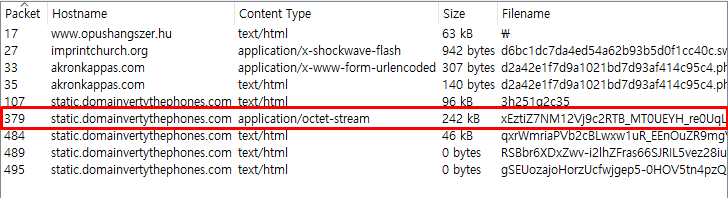 Packet Hostname Content Type Size Filename
17 www.opushangszer.hu text/html 63 kB ₩
27 imprintchurch.org application/x-shockwave-flash 942 bytes d6bc1dc7da4ed54a62b93b5d0f1cc40c.sw
33 akronkappas.com application/x-www-form-urlencoded 307 bytes d2a42e1f7d9a1021bd7d93af414c95c4.ph
35 akronkappas.com text/html 140 bytes d2a42e1f7d9a1021bd7d93af414c95c4.ph
107 static.domainvertythephones.com text/html 96 kB 3h251q2c35
379 static.domainvertythephones.com application/octet-stream 242 kB xEztiZ7NM12Vj9c2RTB_MT0UEYH_re0UqL
484 static.domainvertythephones.com text/html 46 kB qxrWmriaPVb2cBLwxw1uR_EEnOuZR9mgV
489 static.domainvertythephones.com text/html 0 bytes RSBbr6XDxZwv-i2lhZFras66SJRIL5vez28iu
495 static.domainvertythephones.com text/html 0 bytes gSEUozajoHorzUcfwjgep5-0HOV5tn4pzQ